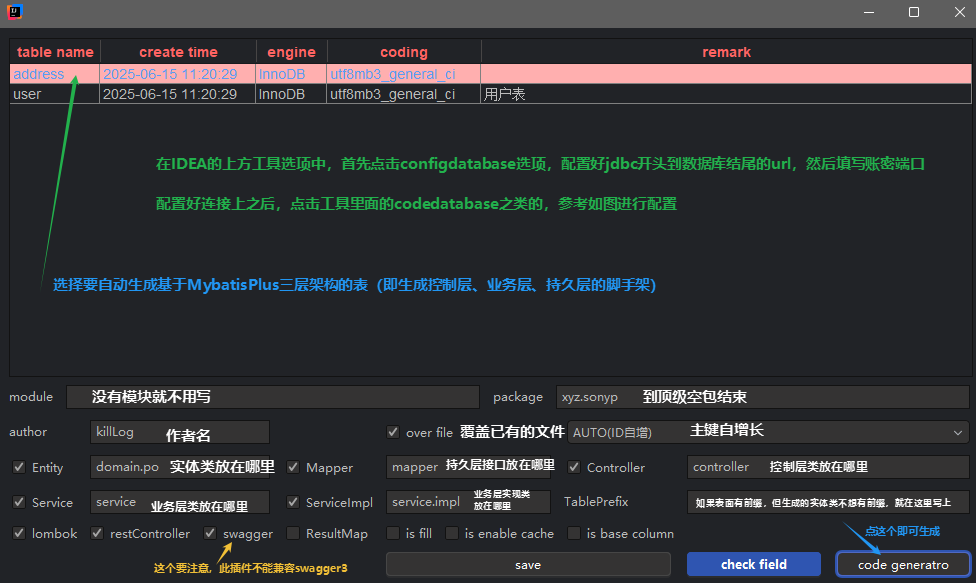 table name create time engine coding remark
address 2025-06-15 11:20:29 InnoDB utf8mb3_general_ci
user 2025-06-15 11:20:29 InnoDB utf8mb3_general_ci 用户表
在IDEA的上方工具选项中，首先点击configdatabase选项，配置好jdbc开头到数据库结尾的url，然后填写账密端口
配置好连接上之后，点击工具里面的codedatabase之类的，参考如图进行配置
选择要自动生成基于MybatisPlus三层架构的表（即生成控制层、业务层、持久层的脚手架）
module 没有模块就不用写 package xyz.sonyp 到顶级空包结束
author killLog 作者名 over file 覆盖已有的文件 AUTO(ID自增) 主键自增长
Entity domain.po 实体类放在哪里 Mapper mapper 持久层接口放在哪里 Controller controller 控制层类放在哪里
Service service 业务层类放在哪里 ServiceImpl service.impl 业务层实现类
放在哪里 TablePrefix 如果表面有前缀，但生成的实体类不想有前缀，就在这里写上
lombok restController swagger ResultMap is fill is enable cache is base column 点这个即可生成
这个要注意，此插件不能兼容swagger3 save check field code generatro